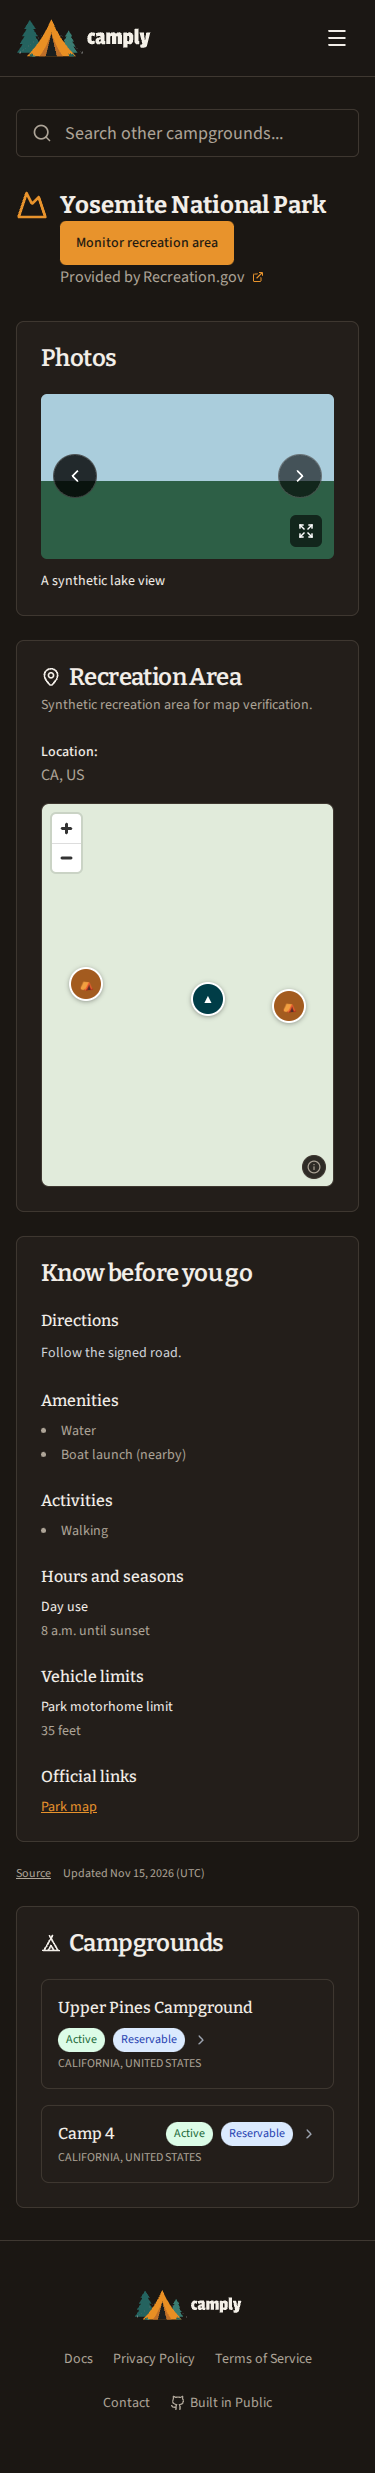 camply
Search other campgrounds...
Yosemite National Park
Monitor recreation area
Provided by Recreation.gov
Photos
A synthetic lake view
Recreation Area
Synthetic recreation area for map verification.
Location:
CA, US
Know before you go
Directions
Follow the signed road.
Amenities
Water
Boat launch (nearby)
Activities
Walking
Hours and seasons
Day use
8 a.m. until sunset
Vehicle limits
Park motorhome limit
35 feet
Official links
Park map
Source Updated Nov 15, 2026 (UTC)
Campgrounds
Upper Pines Campground
Active Reservable
CALIFORNIA, UNITED STATES
Camp 4 Active Reservable
CALIFORNIA, UNITED STATES
camply
Docs Privacy Policy Terms of Service
Contact Built in Public